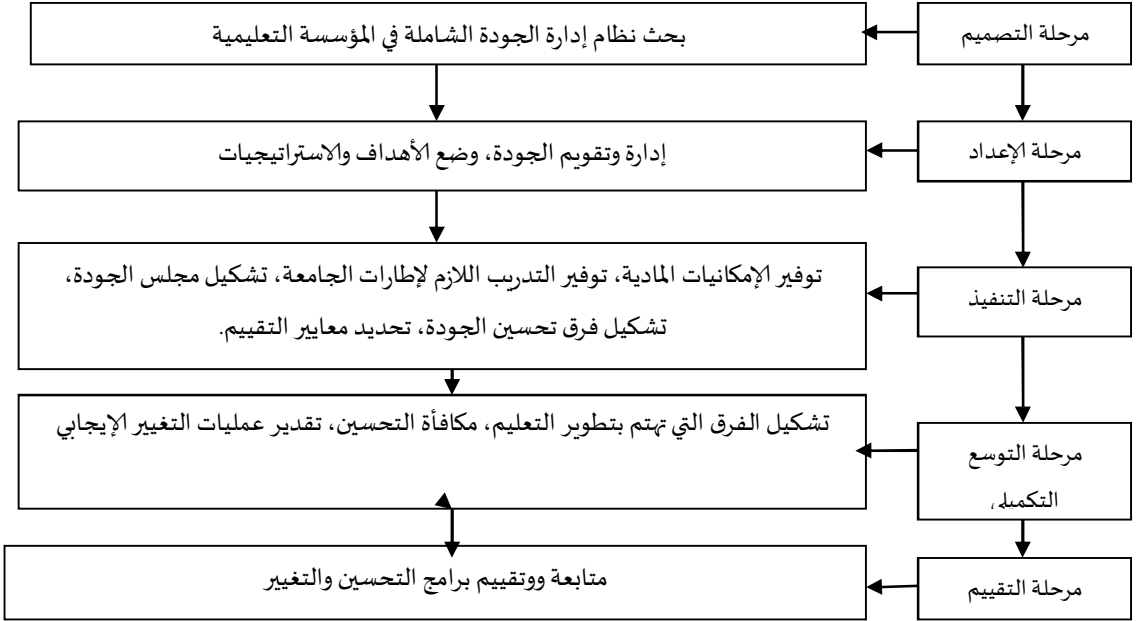 مرحلة التصميم
بحث نظام إدارة الجودة الشاملة في المؤسسة التعليمية
مرحلة الإعداد
إدارة وتقويم الجودة، وضع الأهداف والاستراتيجيات
مرحلة التنفيذ
توفير الإمكانيات المادية، توفير التدريب اللازم لإطارات الجامعة، تشكيل مجلس الجودة،
تشكيل فرق تحسين الجودة، تحديد معايير التقييم.
مرحلة التوسع
التكميلي
تشكيل الفرق التي تهتم بتطوير التعليم، مكافأة التحسين، تقدير عمليات التغيير الإيجابي
مرحلة التقييم
متابعة ووتقييم برامج التحسين والتغيير